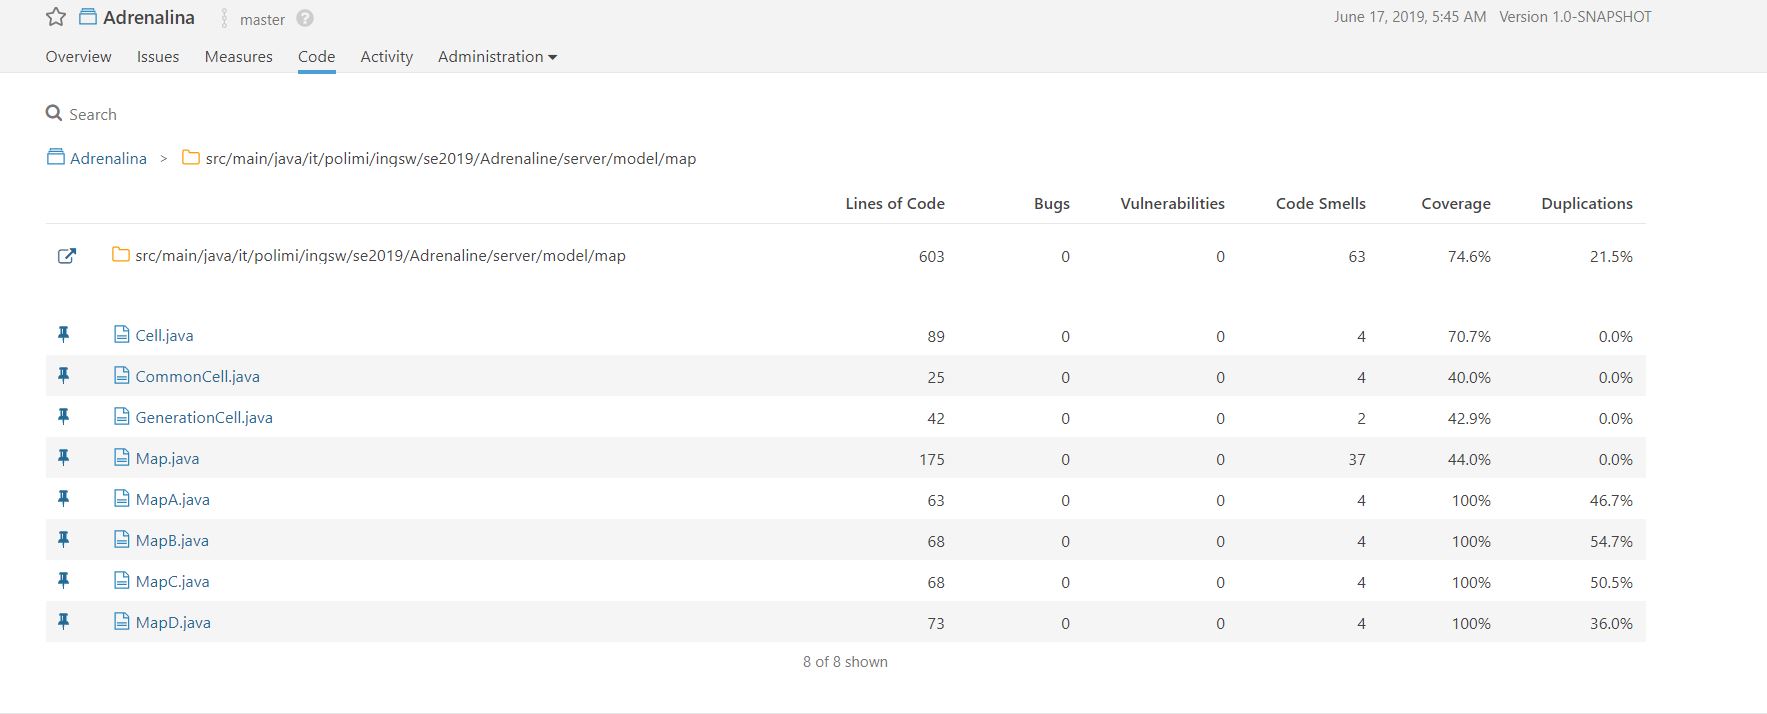 Adrenalina master ? June 17, 2019, 5:45 AM Version 1.0-SNAPSHOT
Overview Issues Measures Code Activity Administration
Search
Adrenalina > src/main/java/it/polimi/ingsw/se2019/Adrenaline/server/model/map
Lines of Code Bugs Vulnerabilities Code Smells Coverage Duplications
src/main/java/it/polimi/ingsw/se2019/Adrenaline/server/model/map 603 0 0 63 74.6% 21.5%
Cell.java 89 0 0 4 70.7% 0.0%
CommonCell.java 25 0 0 4 40.0% 0.0%
GenerationCell.java 42 0 0 2 42.9% 0.0%
Map.java 175 0 0 37 44.0% 0.0%
MapA.java 63 0 0 4 100% 46.7%
MapB.java 68 0 0 4 100% 54.7%
MapC.java 68 0 0 4 100% 50.5%
MapD.java 73 0 0 4 100% 36.0%
8 of 8 shown